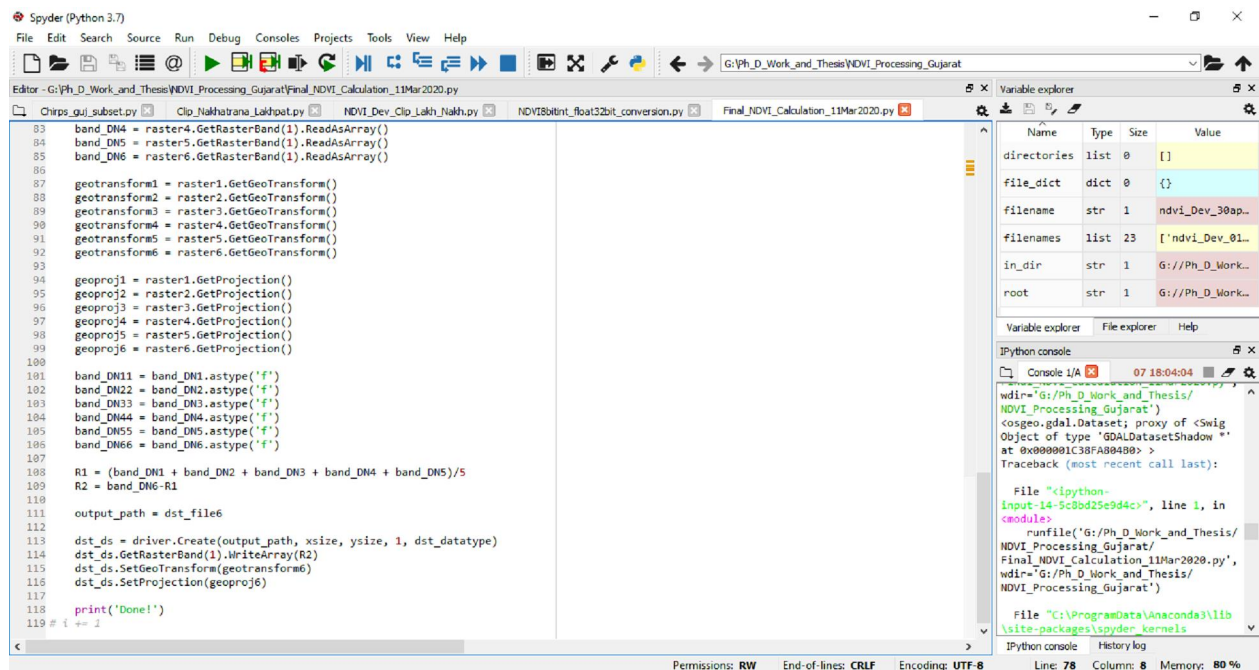 Spyder (Python 3.7)
File Edit Search Source Run Debug Consoles Projects Tools View Help
G:\Ph_D_Work_and_Thesis\NDVI_Processing_Gujarat
Editor - G:\Ph_D_Work_and_Thesis\NDVI_Processing_Gujarat\Final_NDVI_Calculation_11Mar2020.py
Chirps_guj_subset.py Clip_Nakhatrana_Lakhpat.py NDVI_Dev_Clip_Lakh_Nakh.py NDVI8bitInt_float32bit_conversion.py Final_NDVI_Calculation_11Mar2020.py
83 band_DN4 = raster4.GetRasterBand(1).ReadAsArray()
84 band_DN5 = raster5.GetRasterBand(1).ReadAsArray()
85 band_DN6 = raster6.GetRasterBand(1).ReadAsArray()
86
87 geotransform1 = raster1.GetGeoTransform()
88 geotransform2 = raster2.GetGeoTransform()
89 geotransform3 = raster3.GetGeoTransform()
90 geotransform4 = raster4.GetGeoTransform()
91 geotransform5 = raster5.GetGeoTransform()
92 geotransform6 = raster6.GetGeoTransform()
93
94 geoproj1 = raster1.GetProjection()
95 geoproj2 = raster2.GetProjection()
96 geoproj3 = raster3.GetProjection()
97 geoproj4 = raster4.GetProjection()
98 geoproj5 = raster5.GetProjection()
99 geoproj6 = raster6.GetProjection()
100
101 band_DN11 = band_DN1.astype('f')
102 band_DN22 = band_DN2.astype('f')
103 band_DN33 = band_DN3.astype('f')
104 band_DN44 = band_DN4.astype('f')
105 band_DN55 = band_DN5.astype('f')
106 band_DN66 = band_DN6.astype('f')
107
108 R1 = (band_DN1 + band_DN2 + band_DN3 + band_DN4 + band_DN5)/5
109 R2 = band_DN6-R1
110
111 output_path = dst_file6
112
113 dst_ds = driver.Create(output_path, xsize, ysize, 1, dst_datatype)
114 dst_ds.GetRasterBand(1).WriteArray(R2)
115 dst_ds.SetGeoTransform(geotransform6)
116 dst_ds.SetProjection(geoproj6)
117
118 print('Done!')
119 # i += 1
Variable explorer
Name Type Size Value
directories list 0 []
file_dict dict 0 {}
filename str 1 ndvi_Dev_30ap...
filenames list 23 ['ndvi_Dev_01...
in_dir str 1 G://Ph_D_Work...
root str 1 G://Ph_D_Work...
Variable explorer File explorer Help
IPython console
Console 1/A 07 18:04:04
wdir='G:/Ph_D_Work_and_Thesis/
NDVI_Processing_Gujarat')
<osgeo.gdal.Dataset; proxy of <Swig
Object of type 'GDALDatasetShadow *'
at 0x000001C38FA80480> >
Traceback (most recent call last):
File "<ipython-
input-14-5c8bd25e9d4c>", line 1, in
<module>
runfile('G:/Ph_D_Work_and_Thesis/
NDVI_Processing_Gujarat/
Final_NDVI_Calculation_11Mar2020.py',
wdir='G:/Ph_D_Work_and_Thesis/
NDVI_Processing_Gujarat')
File "C:\ProgramData\Anaconda3\lib
\site-packages\spyder_kernels
IPython console History log
Permissions: RW End-of-lines: CRLF Encoding: UTF-8 Line: 78 Column: 8 Memory: 80 %